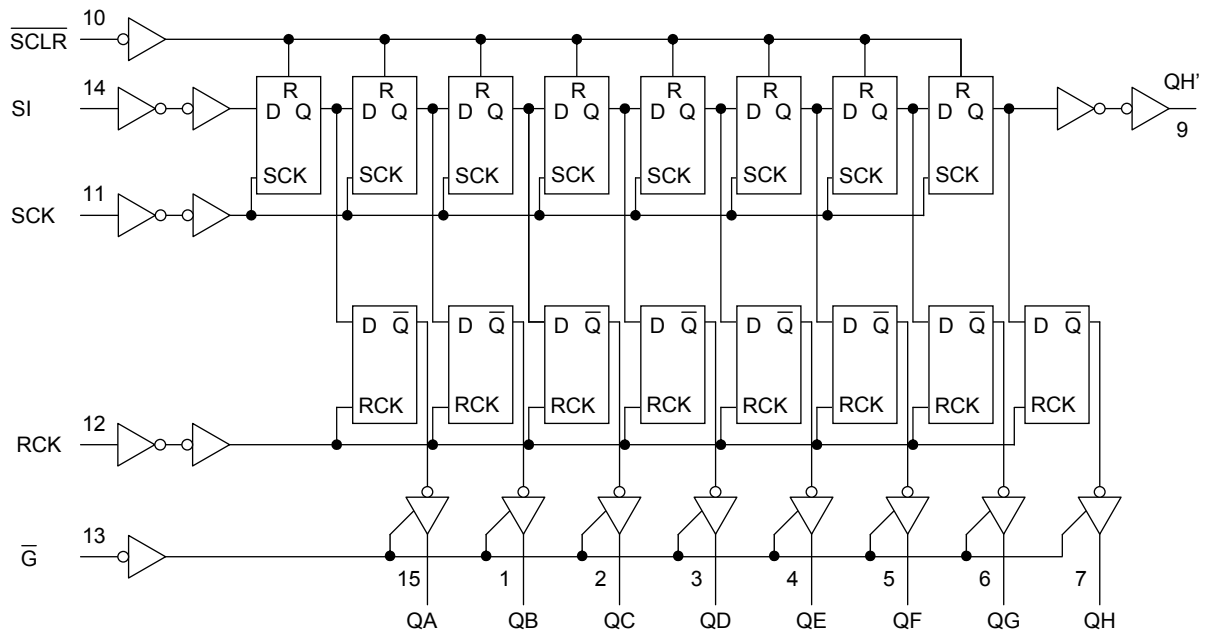 SCLR
10
SI
14
R R R R R R R R
D Q D Q D Q D Q D Q D Q D Q D Q
QH’
9
SCK SCK SCK SCK SCK SCK SCK SCK
SCK
11
D Q D Q D Q D Q D Q D Q D Q D Q
RCK RCK RCK RCK RCK RCK RCK RCK
RCK
12
G
13
15 1 2 3 4 5 6 7
QA QB QC QD QE QF QG QH